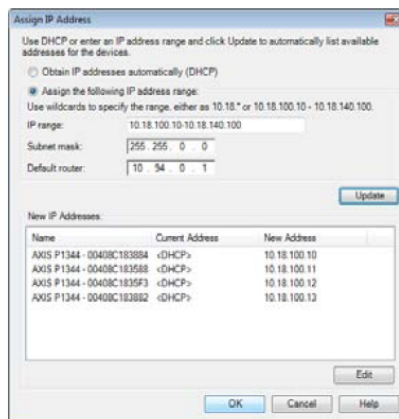 Assign IP Address
Use DHCP or enter an IP address range and click Update to automatically list available
addresses for the devices.
Obtain IP addresses automatically (DHCP)
Assign the following IP address range:
Use wildcards to specify the range, either as 10.18.* or 10.18.100.10 - 10.18.140.100.
IP range: 10.18.100.10-10.18.140.100
Subnet mask: 255 . 255 . 0 . 0
Default router: 10 . 94 . 0 . 1
Update
New IP Addresses:
Name Current Address New Address
AXIS P1344 - 00408C183884 <DHCP> 10.18.100.10
AXIS P1344 - 00408C183588 <DHCP> 10.18.100.11
AXIS P1344 - 00408C1835F3 <DHCP> 10.18.100.12
AXIS P1344 - 00408C183882 <DHCP> 10.18.100.13
Edit
OK Cancel Help